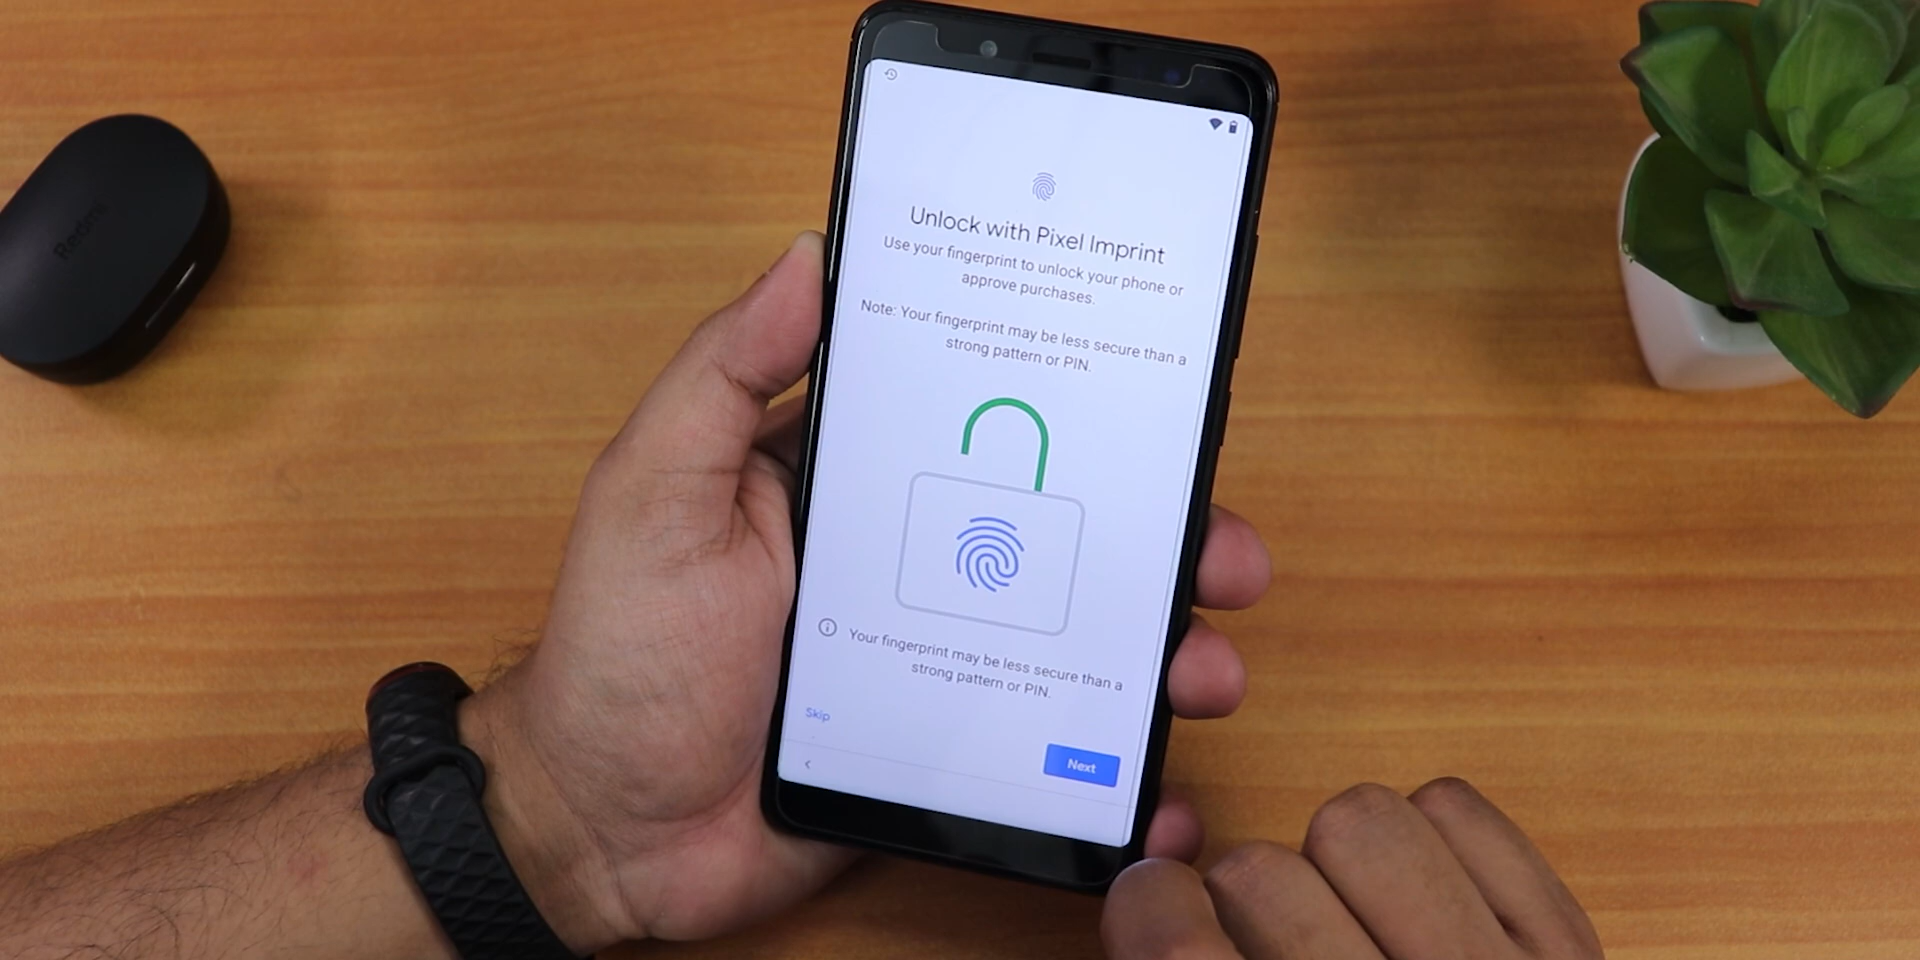 Redmi
Unlock with Pixel Imprint
Use your fingerprint to unlock your phone or
approve purchases.
Note: Your fingerprint may be less secure than a
strong pattern or PIN.
Your fingerprint may be less secure than a
strong pattern or PIN.
Skip
Next